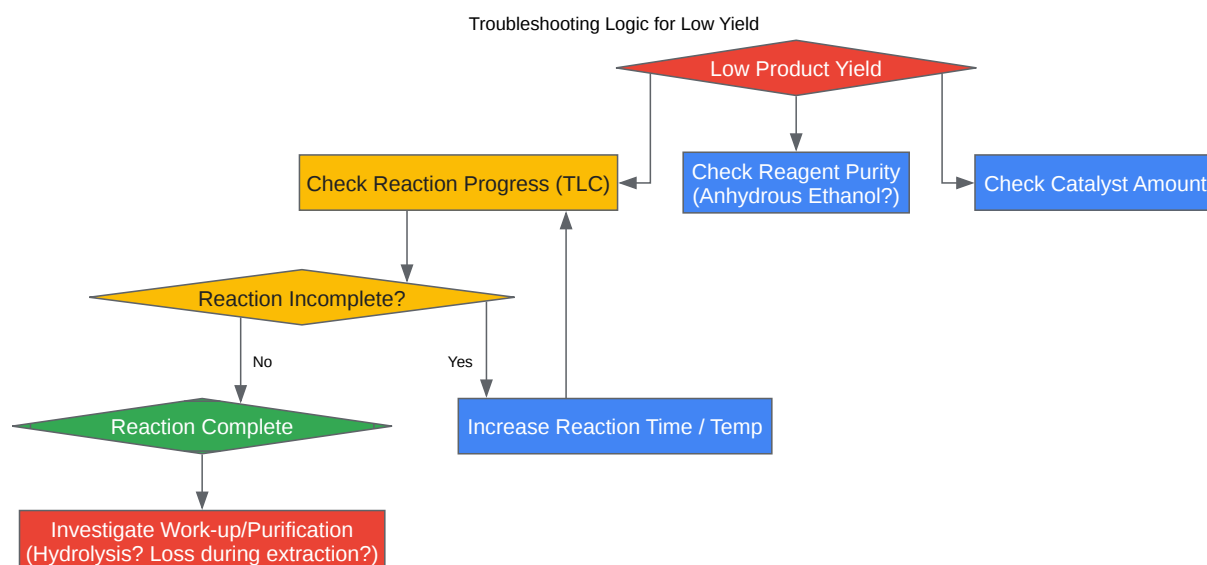 Troubleshooting Logic for Low Yield
Low Product Yield
Check Reaction Progress (TLC)
Check Reagent Purity
(Anhydrous Ethanol?)
Check Catalyst Amount
Reaction Incomplete?
No
Yes
Reaction Complete
Increase Reaction Time / Temp
Investigate Work-up/Purification
(Hydrolysis? Loss during extraction?)